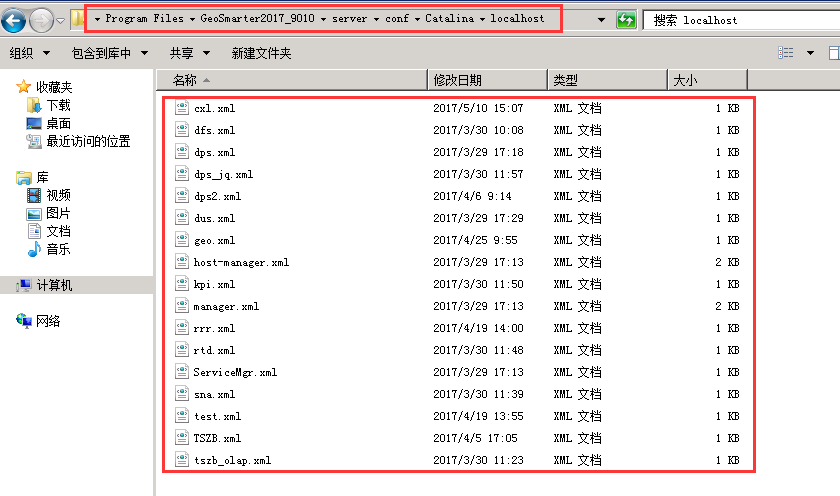 Program Files GeoSmarter2017_9010 server conf Catalina localhost
搜索 localhost
组织 包含到库中 共享 新建文件夹
收藏夹
下载
桌面
最近访问的位置
库
视频
图片
文档
音乐
计算机
网络
名称 修改日期 类型 大小
cxl.xml 2017/5/10 15:07 XML 文档 1 KB
dfs.xml 2017/3/30 10:08 XML 文档 1 KB
dps.xml 2017/3/29 17:18 XML 文档 1 KB
dps_jq.xml 2017/3/30 11:57 XML 文档 1 KB
dps2.xml 2017/4/6 9:14 XML 文档 1 KB
dus.xml 2017/3/29 17:29 XML 文档 1 KB
geo.xml 2017/4/25 9:55 XML 文档 1 KB
host-manager.xml 2017/3/29 17:13 XML 文档 2 KB
kpi.xml 2017/3/30 11:50 XML 文档 1 KB
manager.xml 2017/3/29 17:13 XML 文档 2 KB
rrr.xml 2017/4/19 14:00 XML 文档 1 KB
rtd.xml 2017/3/30 11:48 XML 文档 1 KB
ServiceMgr.xml 2017/3/29 17:13 XML 文档 1 KB
sna.xml 2017/3/30 11:39 XML 文档 1 KB
test.xml 2017/4/19 13:55 XML 文档 1 KB
TSZB.xml 2017/4/5 17:05 XML 文档 1 KB
tszb_olap.xml 2017/3/30 11:23 XML 文档 1 KB